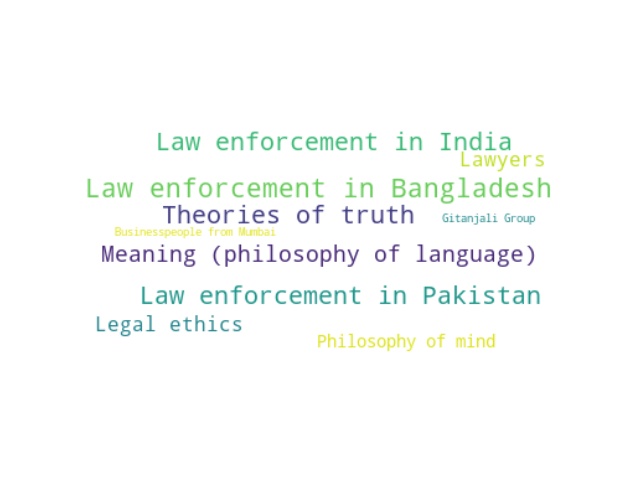 Law enforcement in India
Lawyers
Law enforcement in Bangladesh
Theories of truth
Gitanjali Group
Businesspeople from Mumbai
Meaning (philosophy of language)
Law enforcement in Pakistan
Legal ethics
Philosophy of mind